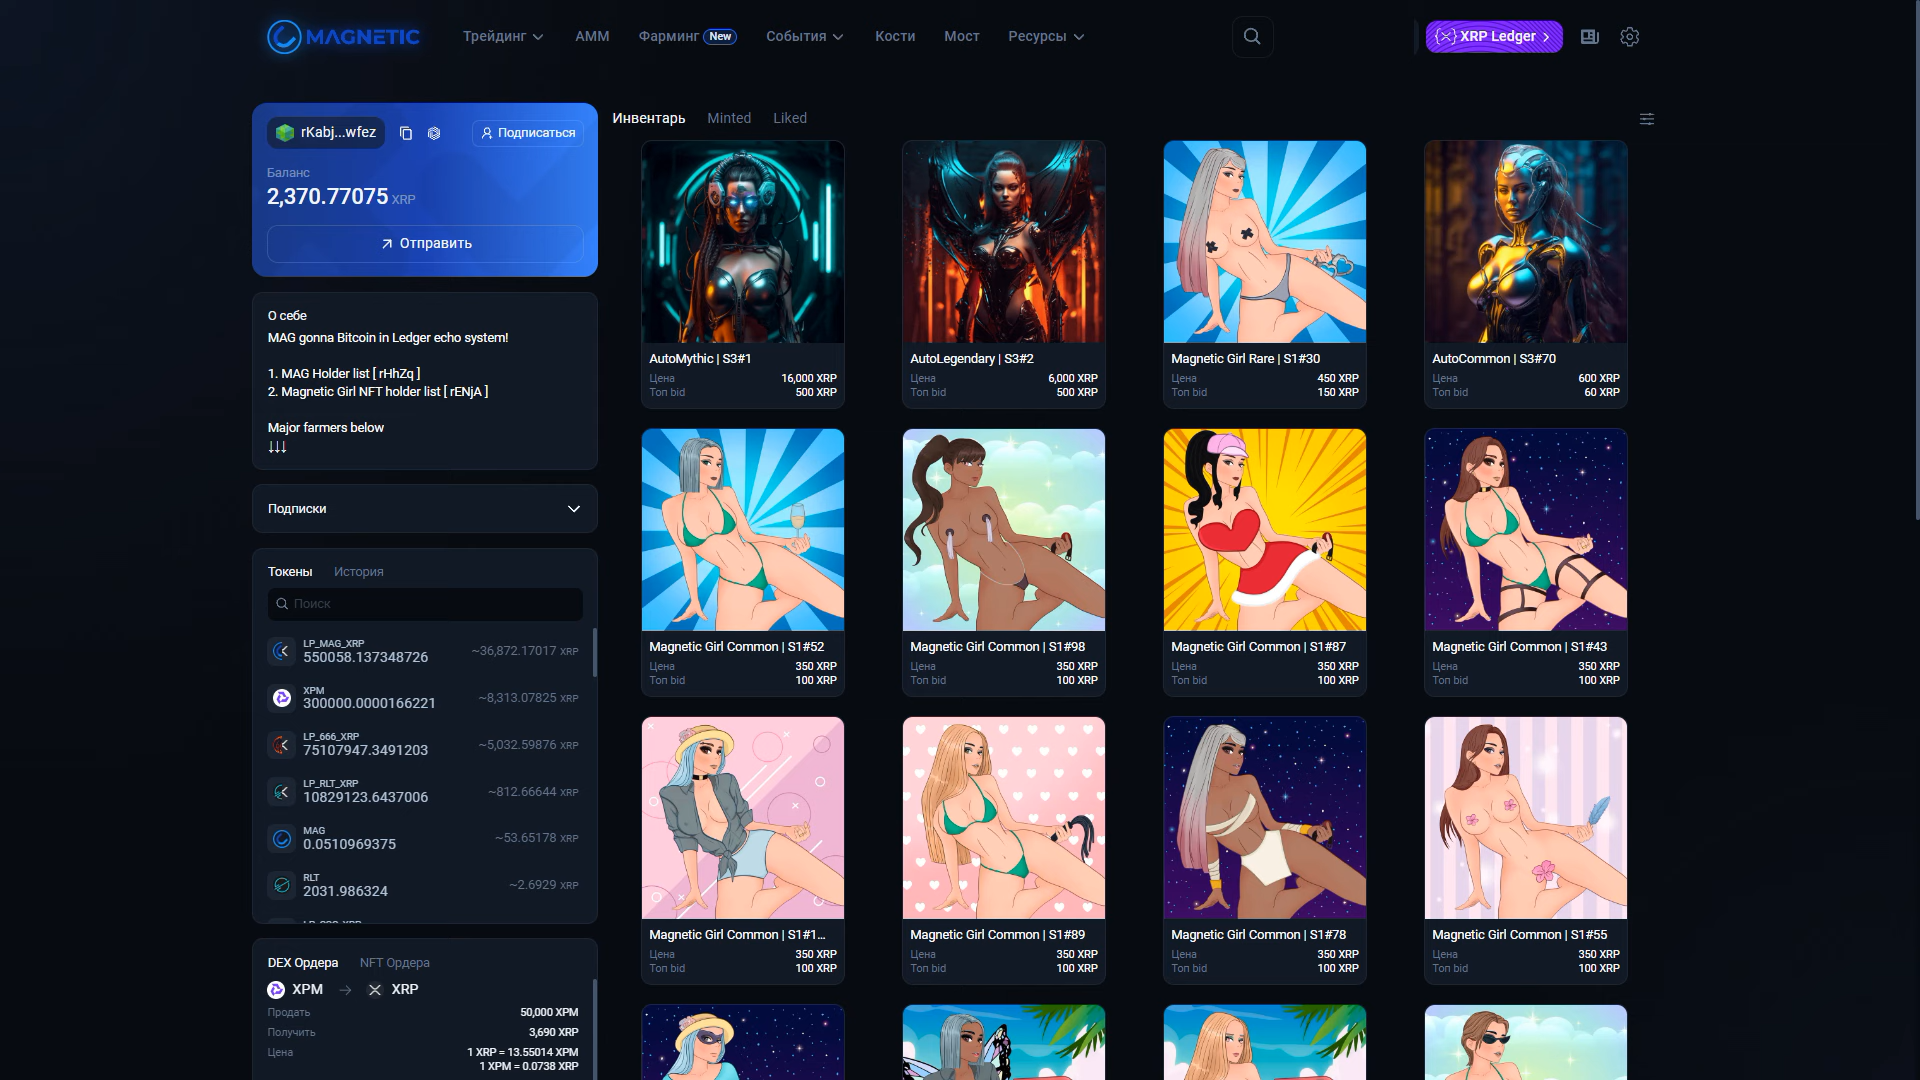 MAGNETIC
Трейдинг
AMM
Фарминг New
События
Кости
Мост
Ресурсы
XRP Ledger
rKabj...wfez
Подписаться
Баланс
2,370.77075 XRP
Отправить
О себе
MAG gonna Bitcoin in Ledger echo system!
1. MAG Holder list [ rHhZq ]
2. Magnetic Girl NFT holder list [ rENjA ]
Major farmers below
↓↓↓
Подписки
Токены История
Поиск
LP_MAG_XRP
550058.137348726 ~36,872.17017 XRP
XPM
300000.0000166221 ~8,313.07825 XRP
LP_666_XRP
75107947.3491203 ~5,032.59876 XRP
LP_RLT_XRP
10829123.6437006 ~812.66644 XRP
MAG
0.0510969375 ~53.65178 XRP
RLT
2031.986324 ~2.6929 XRP
DEX Ордера NFT Ордера
XPM → XRP
Продать 50,000 XPM
Получить 3,690 XRP
Цена 1 XRP = 13.55014 XPM
1 XPM = 0.0738 XRP
Инвентарь Minted Liked
AutoMythic | S3#1
Цена 16,000 XRP
Топ bid 500 XRP
AutoLegendary | S3#2
Цена 6,000 XRP
Топ bid 500 XRP
Magnetic Girl Rare | S1#30
Цена 450 XRP
Топ bid 150 XRP
AutoCommon | S3#70
Цена 600 XRP
Топ bid 60 XRP
Magnetic Girl Common | S1#52
Цена 350 XRP
Топ bid 100 XRP
Magnetic Girl Common | S1#98
Цена 350 XRP
Топ bid 100 XRP
Magnetic Girl Common | S1#87
Цена 350 XRP
Топ bid 100 XRP
Magnetic Girl Common | S1#43
Цена 350 XRP
Топ bid 100 XRP
Magnetic Girl Common | S1#1...
Цена 350 XRP
Топ bid 100 XRP
Magnetic Girl Common | S1#89
Цена 350 XRP
Топ bid 100 XRP
Magnetic Girl Common | S1#78
Цена 350 XRP
Топ bid 100 XRP
Magnetic Girl Common | S1#55
Цена 350 XRP
Топ bid 100 XRP